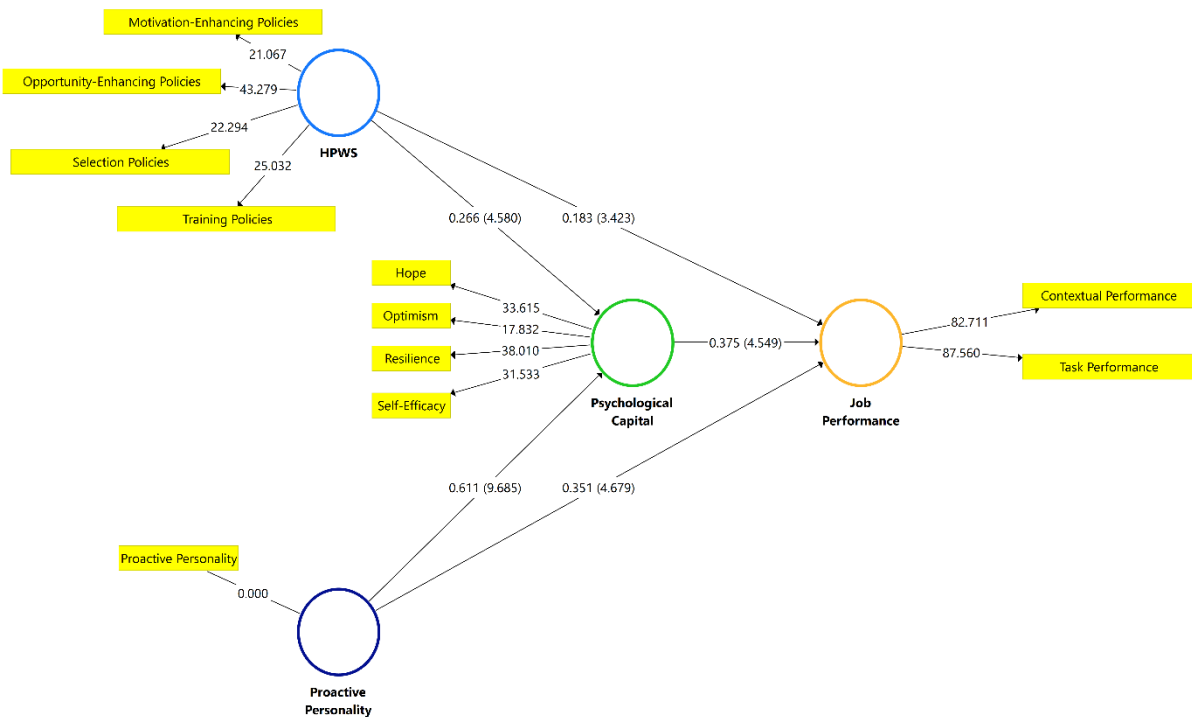 Motivation-Enhancing Policies
21.067
Opportunity-Enhancing Policies
43.279
22.294
Selection Policies
25.032
Training Policies
HPWS
0.266 (4.580)
0.183 (3.423)
Hope
33.615
Optimism
17.832
Resilience
38.010
Self-Efficacy
31.533
Psychological
Capital
0.375 (4.549)
Job
Performance
Contextual Performance
82.711
87.560
Task Performance
0.611 (9.685)
0.351 (4.679)
Proactive Personality
0.000
Proactive
Personality